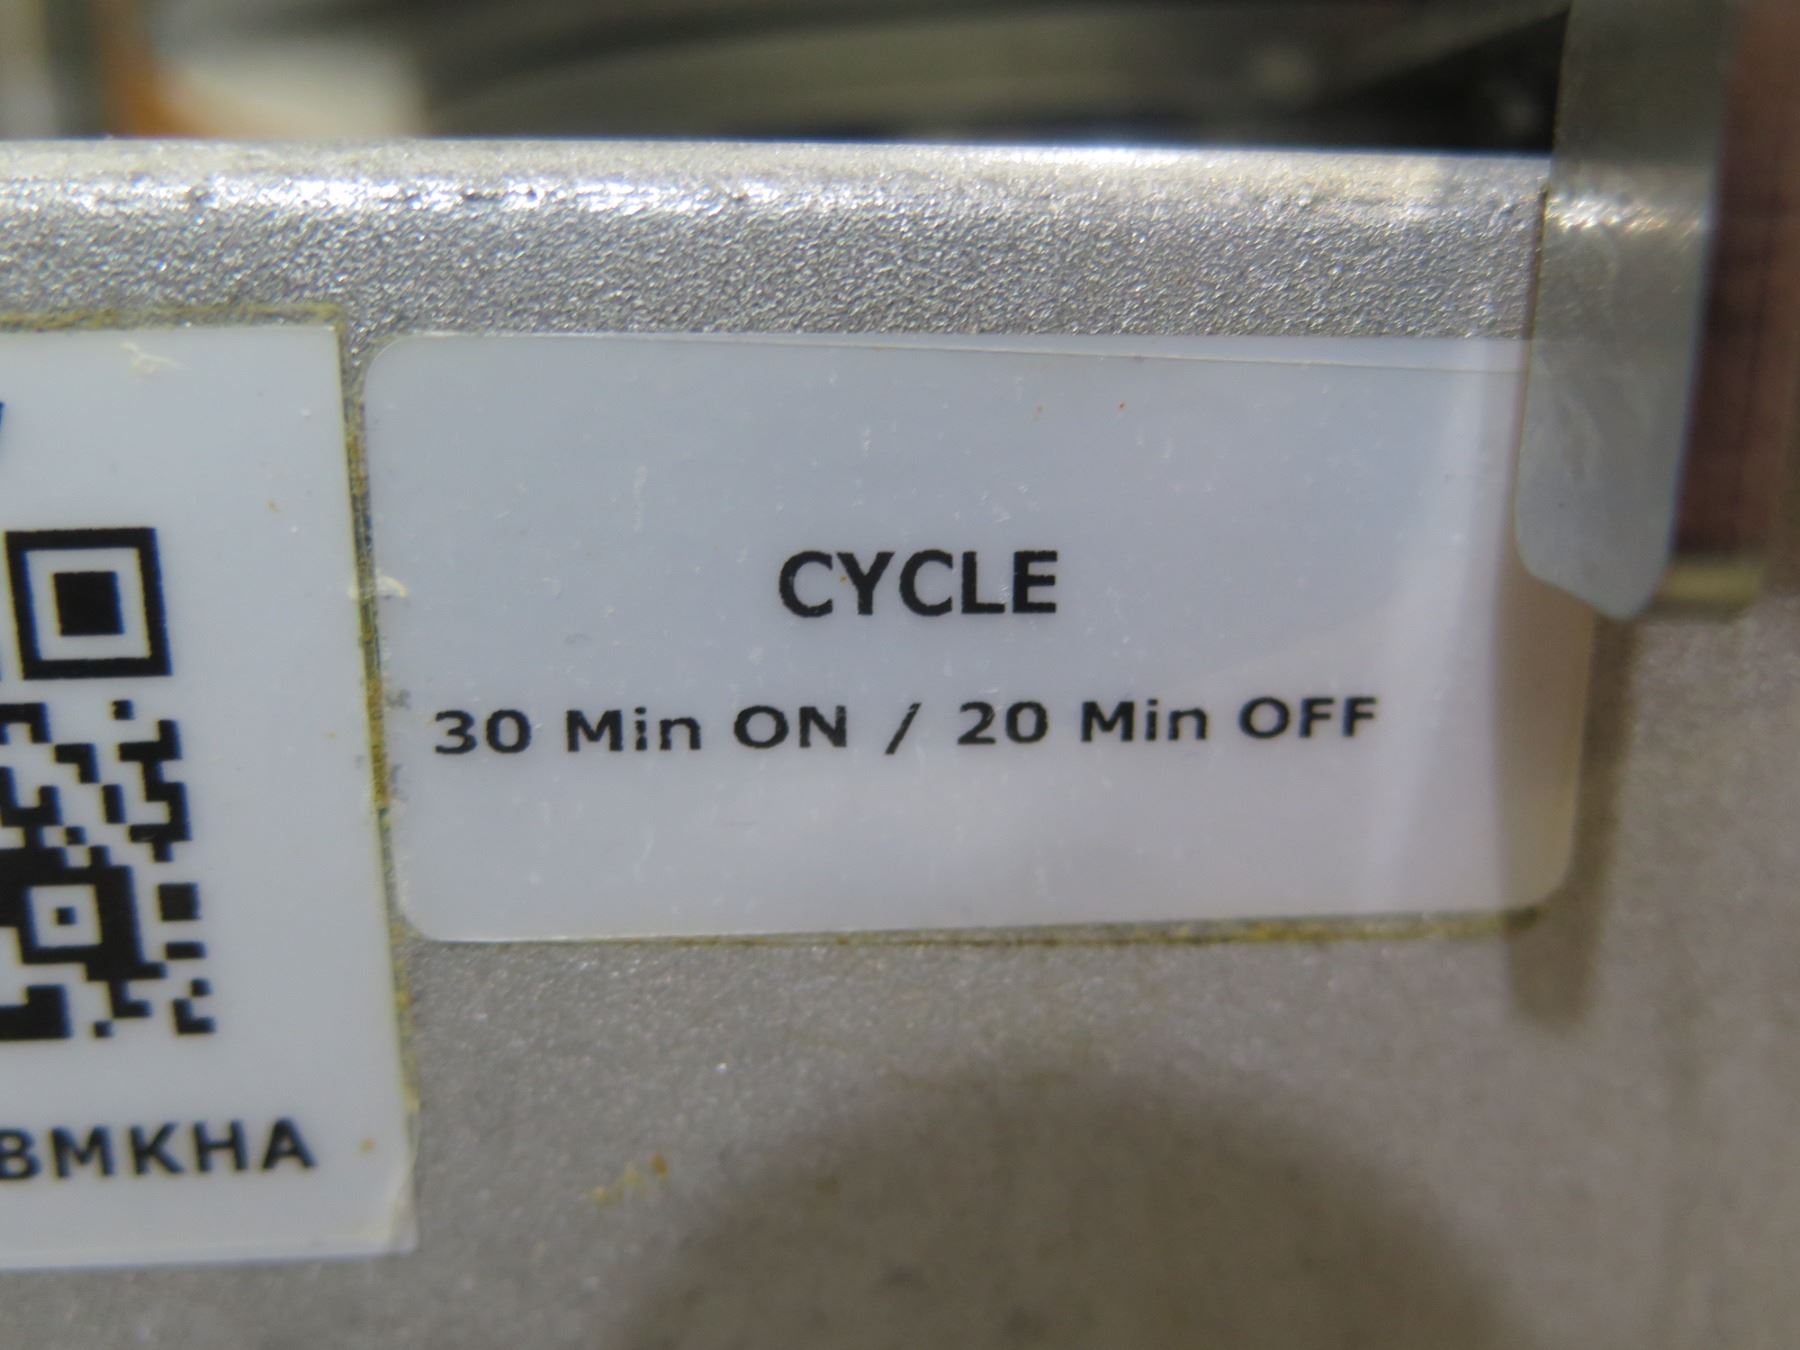 CYCLE
30 Min ON / 20 Min OFF
BMKHA